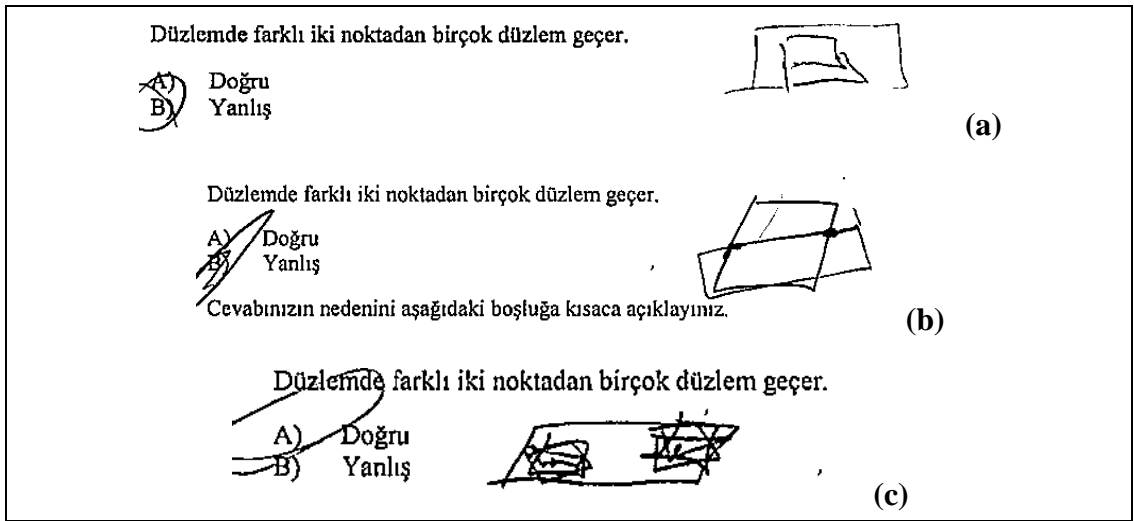 Düzlemde farklı iki noktadan birçok düzlem geçer.
A) Doğru
B) Yanlış
(a)
Düzlemde farklı iki noktadan birçok düzlem geçer.
A) Doğru
B) Yanlış
Cevabınızın nedenini aşağıdaki boşluğa kısaca açıklayınız.
(b)
Düzlemde farklı iki noktadan birçok düzlem geçer.
A) Doğru
B) Yanlış
(c)